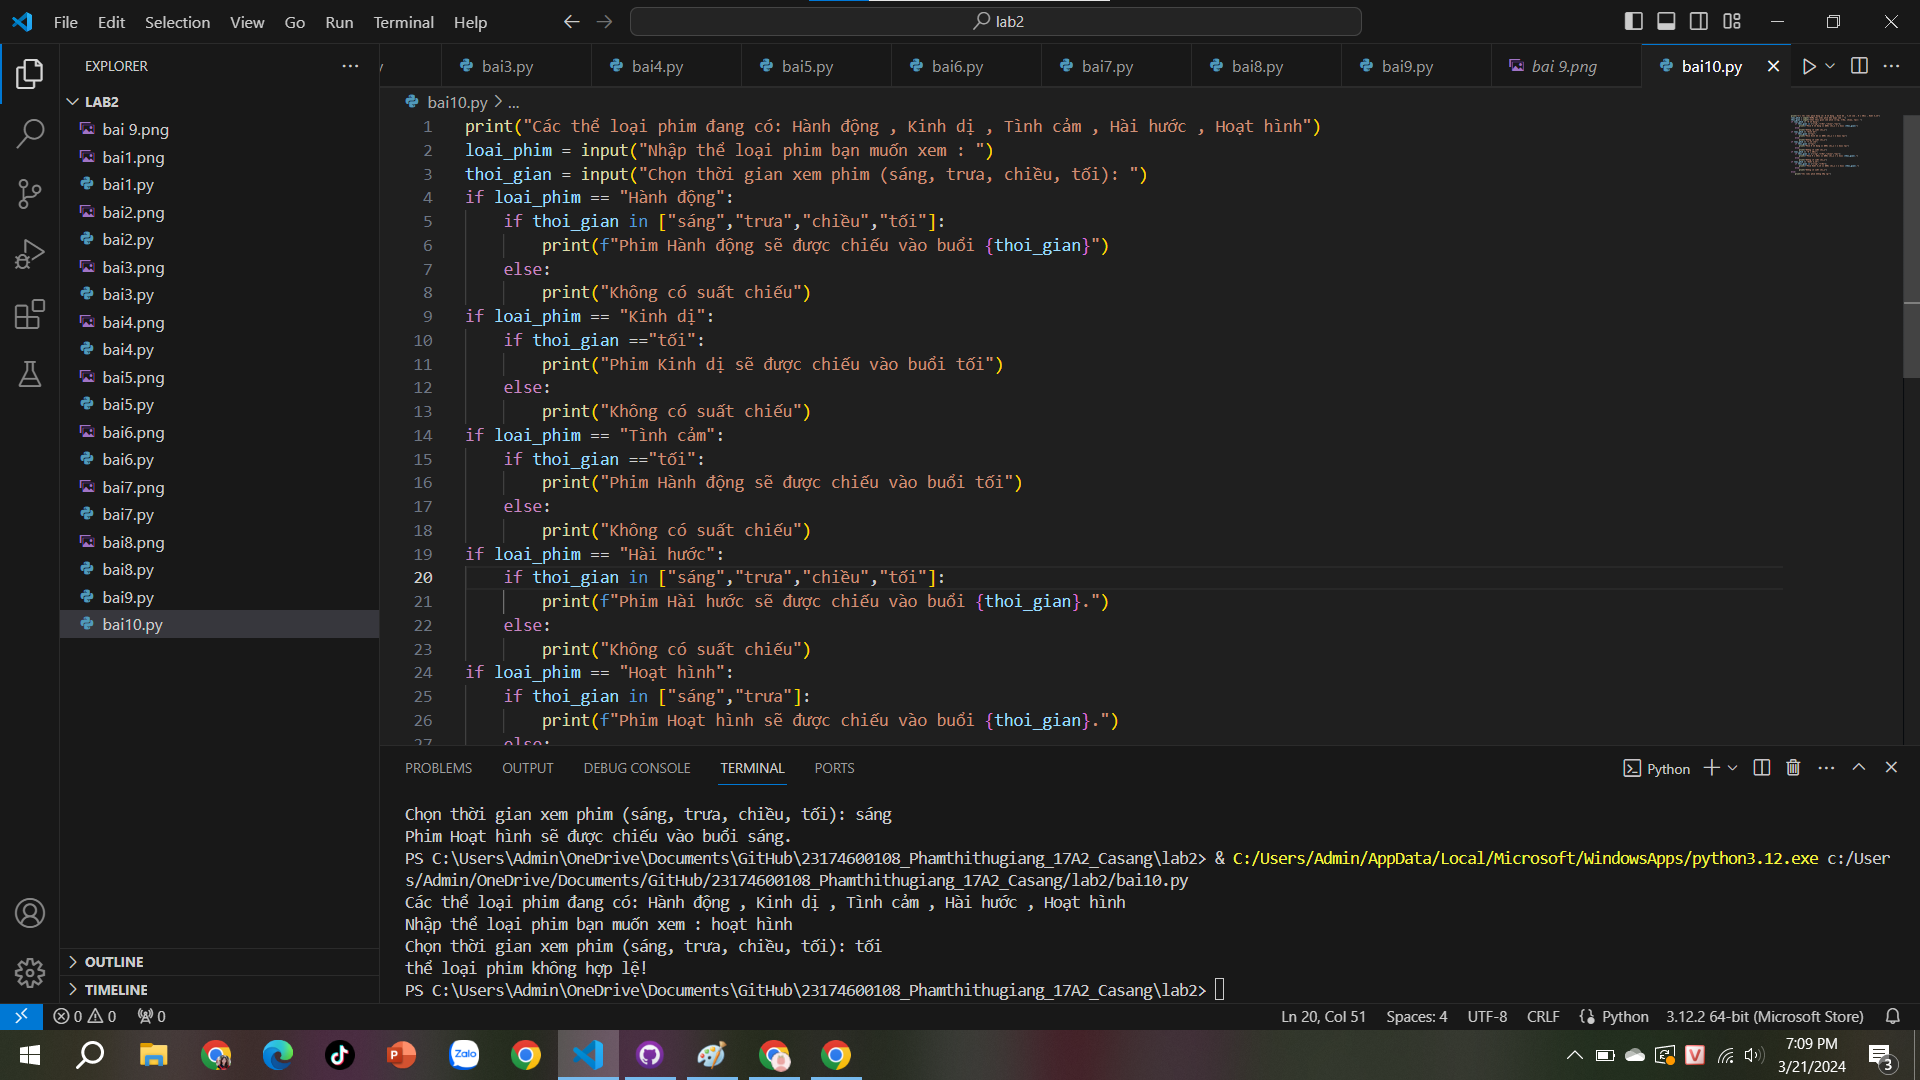 File Edit Selection View Go Run Terminal Help
lab2
EXPLORER
LAB2
bai 9.png
bai1.png
bai1.py
bai2.png
bai2.py
bai3.png
bai3.py
bai4.png
bai4.py
bai5.png
bai5.py
bai6.png
bai6.py
bai7.png
bai7.py
bai8.png
bai8.py
bai9.py
bai10.py
OUTLINE
TIMELINE
bai3.py bai4.py bai5.py bai6.py bai7.py bai8.py bai9.py bai 9.png bai10.py
bai10.py > ...
1 print("Các thể loại phim đang có: Hành động , Kinh dị , Tình cảm , Hài hước , Hoạt hình")
2 loai_phim = input("Nhập thể loại phim bạn muốn xem : ")
3 thoi_gian = input("Chọn thời gian xem phim (sáng, trưa, chiều, tối): ")
4 if loai_phim == "Hành động":
5 if thoi_gian in ["sáng","trưa","chiều","tối"]:
6 print(f"Phim Hành động sẽ được chiếu vào buổi {thoi_gian}")
7 else:
8 print("Không có suất chiếu")
9 if loai_phim == "Kinh dị":
10 if thoi_gian =="tối":
11 print("Phim Kinh dị sẽ được chiếu vào buổi tối")
12 else:
13 print("Không có suất chiếu")
14 if loai_phim == "Tình cảm":
15 if thoi_gian =="tối":
16 print("Phim Hành động sẽ được chiếu vào buổi tối")
17 else:
18 print("Không có suất chiếu")
19 if loai_phim == "Hài hước":
20 if thoi_gian in ["sáng","trưa","chiều","tối"]:
21 print(f"Phim Hài hước sẽ được chiếu vào buổi {thoi_gian}.")
22 else:
23 print("Không có suất chiếu")
24 if loai_phim == "Hoạt hình":
25 if thoi_gian in ["sáng","trưa"]:
26 print(f"Phim Hoạt hình sẽ được chiếu vào buổi {thoi_gian}.")
27 else:
PROBLEMS OUTPUT DEBUG CONSOLE TERMINAL PORTS
Python
Chọn thời gian xem phim (sáng, trưa, chiều, tối): sáng
Phim Hoạt hình sẽ được chiếu vào buổi sáng.
PS C:\Users\Admin\OneDrive\Documents\GitHub\23174600108_Phamthithugiang_17A2_Casang\lab2> & C:/Users/Admin/AppData/Local/Microsoft/WindowsApps/python3.12.exe c:/User
s/Admin/OneDrive/Documents/GitHub/23174600108_Phamthithugiang_17A2_Casang/lab2/bai10.py
Các thể loại phim đang có: Hành động , Kinh dị , Tình cảm , Hài hước , Hoạt hình
Nhập thể loại phim bạn muốn xem : hoạt hình
Chọn thời gian xem phim (sáng, trưa, chiều, tối): tối
thể loại phim không hợp lệ!
PS C:\Users\Admin\OneDrive\Documents\GitHub\23174600108_Phamthithugiang_17A2_Casang\lab2>
0 0 0
Ln 20, Col 51 Spaces: 4 UTF-8 CRLF Python 3.12.2 64-bit (Microsoft Store)
Zalo
7:09 PM
3/21/2024
3